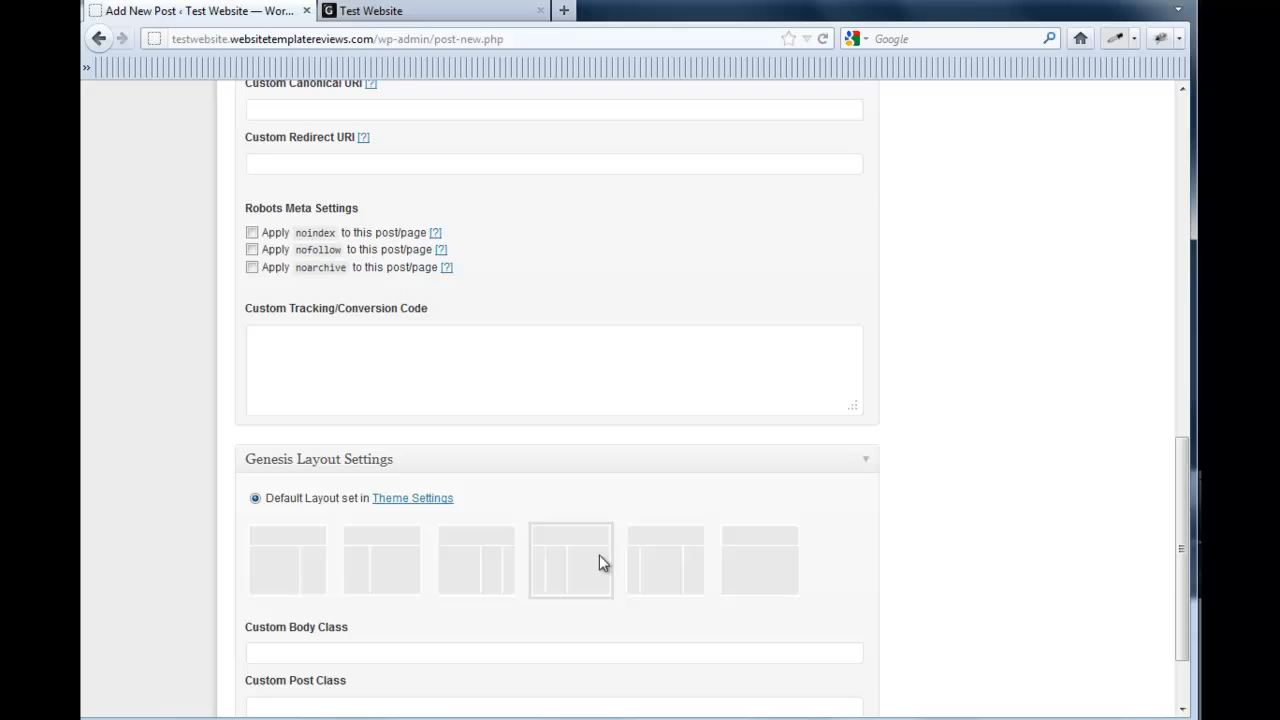 Add New Post ‹ Test Website — Wor...
Test Website
testwebsite.websitetemplatereviews.com/wp-admin/post-new.php
Google
Custom Canonical URI [?]
Custom Redirect URI [?]
Robots Meta Settings
Apply noindex to this post/page [?]
Apply nofollow to this post/page [?]
Apply noarchive to this post/page [?]
Custom Tracking/Conversion Code
Genesis Layout Settings
Default Layout set in Theme Settings
Custom Body Class
Custom Post Class